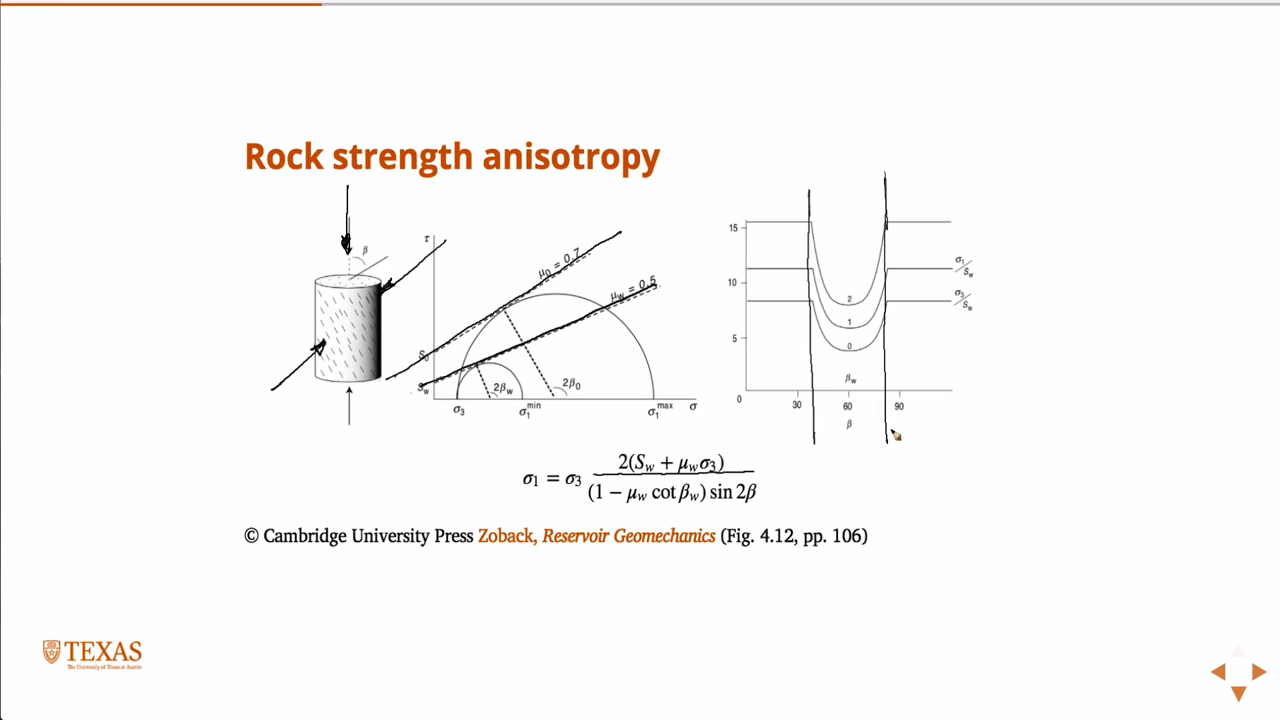 Rock strength anisotropy
β
τ
μ₀ = 0.7
μw = 0.5
S₀
Sw
2βw
2β₀
σ₃
σ₁ min
σ₁ max
σ
15
10
5
0
2
1
0
βw
30
60
90
β
σ₁/Sw
σ₃/Sw
σ₁ = σ₃ 2(Sw + μwσ₃) / (1 − μw cot βw) sin 2β
© Cambridge University Press Zoback, Reservoir Geomechanics (Fig. 4.12, pp. 106)
TEXAS
The University of Texas at Austin